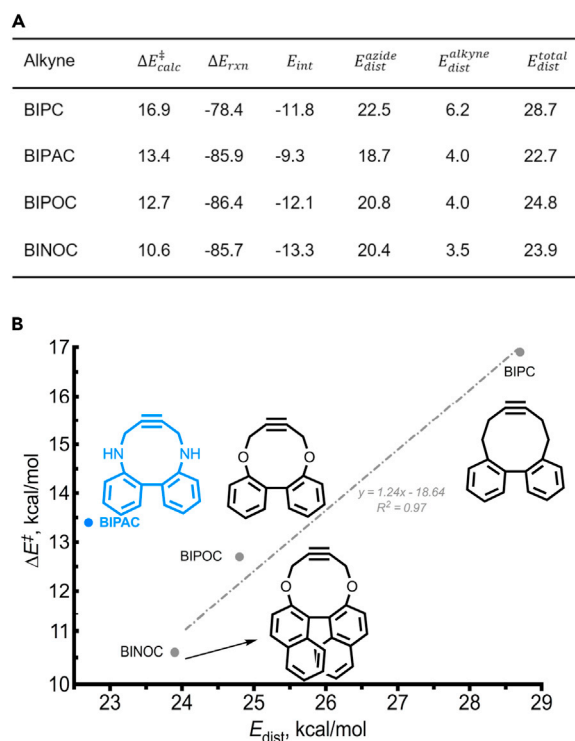 A
Alkyne ΔE‡calc ΔErxn Eint Eazidedist Ealkynedist Etotaldist
BIPC 16.9 -78.4 -11.8 22.5 6.2 28.7
BIPAC 13.4 -85.9 -9.3 18.7 4.0 22.7
BIPOC 12.7 -86.4 -12.1 20.8 4.0 24.8
BINOC 10.6 -85.7 -13.3 20.4 3.5 23.9
B
17
BIPC
16
15
HN NH O O
14
y = 1.24x - 18.64
R² = 0.97
BIPAC
13
ΔE‡, kcal/mol
BIPOC
12
O O
11
BINOC
10
23 24 25 26 27 28 29
Edist, kcal/mol